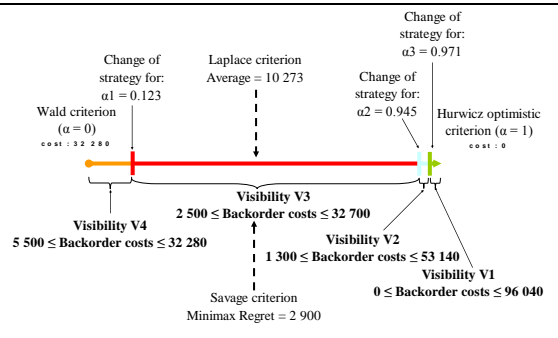 Change of
strategy for:
α3 = 0.971
Change of
strategy for:
α1 = 0.123
Laplace criterion
Average = 10 273
Change of
strategy for:
α2 = 0.945
Wald criterion
(α = 0)
cost : 32 280
Hurwicz optimistic
criterion (α = 1)
cost : 0
Visibility V3
2 500 ≤ Backorder costs ≤ 32 700
Visibility V4
5 500 ≤ Backorder costs ≤ 32 280
Visibility V2
1 300 ≤ Backorder costs ≤ 53 140
Visibility V1
0 ≤ Backorder costs ≤ 96 040
Savage criterion
Minimax Regret = 2 900